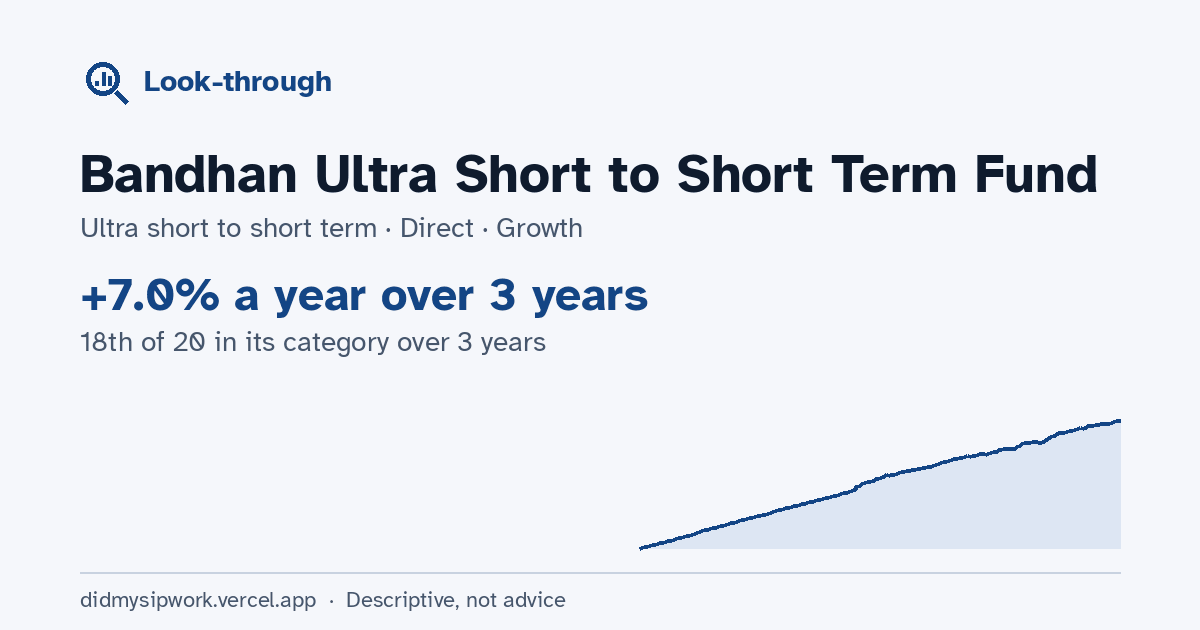 Look-through
Bandhan Ultra Short to Short Term Fund
Ultra short to short term · Direct · Growth
+7.0% a year over 3 years
18th of 20 in its category over 3 years
didmysipwork.vercel.app · Descriptive, not advice